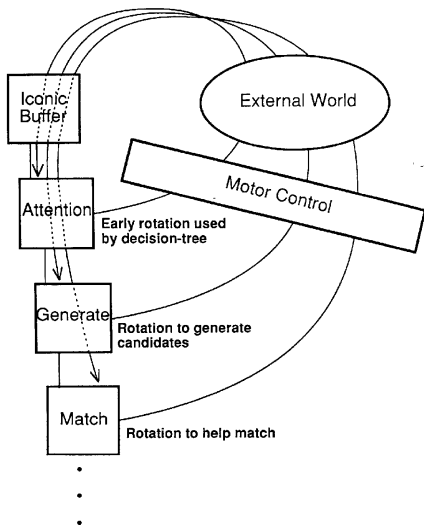 Iconic
Buffer
External World
Motor Control
Attention
Early rotation used
by decision-tree
Generate
Rotation to generate
candidates
Match
Rotation to help match